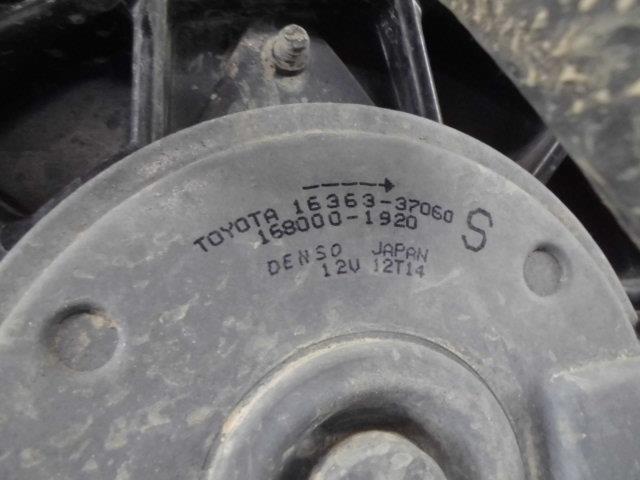 TOYOTA 16363-37060
168000-1920 S
DENSO JAPAN
12V 12T14